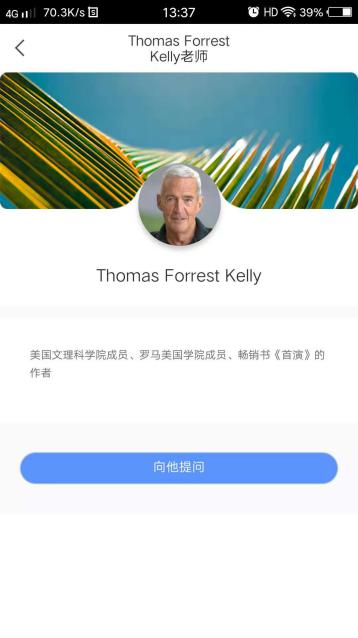 4G 70.3K/s S 13:37 HD 39%
Thomas Forrest
Kelly老师
Thomas Forrest Kelly
美国文理科学院成员、罗马美国学院成员、畅销书《首演》的
作者
向他提问